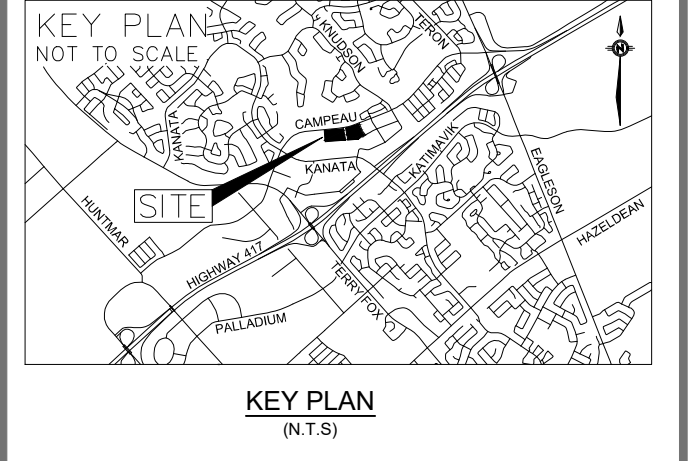 KEY PLAN
NOT TO SCALE
KNUDSON
TERON
N
CAMPEAU
KANATA
KANATA
KATIMAVIK
EAGLESON
SITE
HUNTMAR
HAZELDEAN
HIGHWAY 417
TERRY FOX
PALLADIUM
KEY PLAN
(N.T.S)